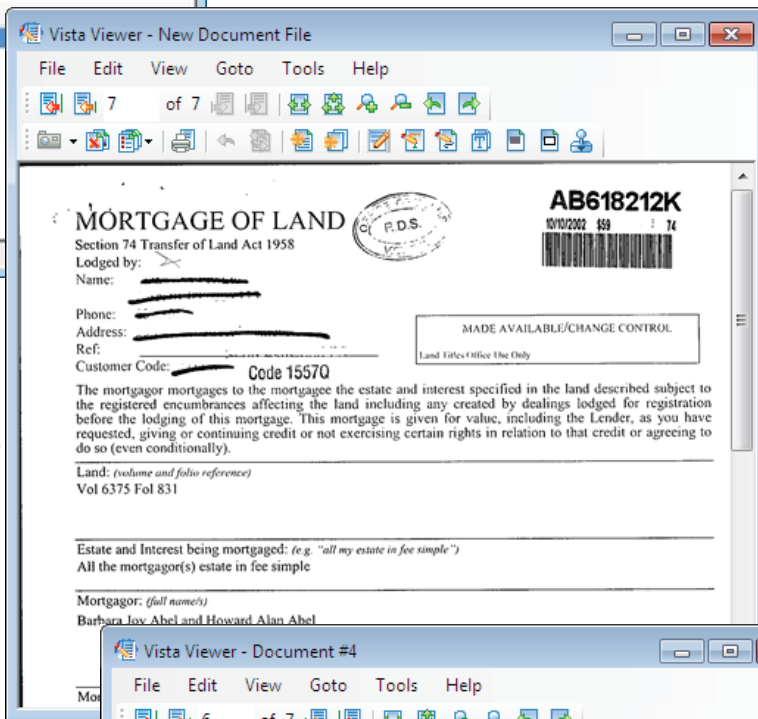 Vista Viewer - New Document File
File Edit View Goto Tools Help
7 of 7
MORTGAGE OF LAND
Section 74 Transfer of Land Act 1958
Lodged by:
Name:
Phone:
Address:
Ref:
Customer Code:
Code 1557Q
P.D.S.
AB618212K
10/10/2002 $59 74
MADE AVAILABLE/CHANGE CONTROL
Land Titles Office Use Only
The mortgagor mortgages to the mortgagee the estate and interest specified in the land described subject to
the registered encumbrances affecting the land including any created by dealings lodged for registration
before the lodging of this mortgage. This mortgage is given for value, including the Lender, as you have
requested, giving or continuing credit or not exercising certain rights in relation to that credit or agreeing to
do so (even conditionally).
Land: (volume and folio reference)
Vol 6375 Fol 831
Estate and Interest being mortgaged: (e.g. "all my estate in fee simple")
All the mortgagor(s) estate in fee simple
Mortgagor: (full name/s)
Barbara Joy Abel and Howard Alan Abel
Vista Viewer - Document #4
File Edit View Goto Tools Help
6 of 7